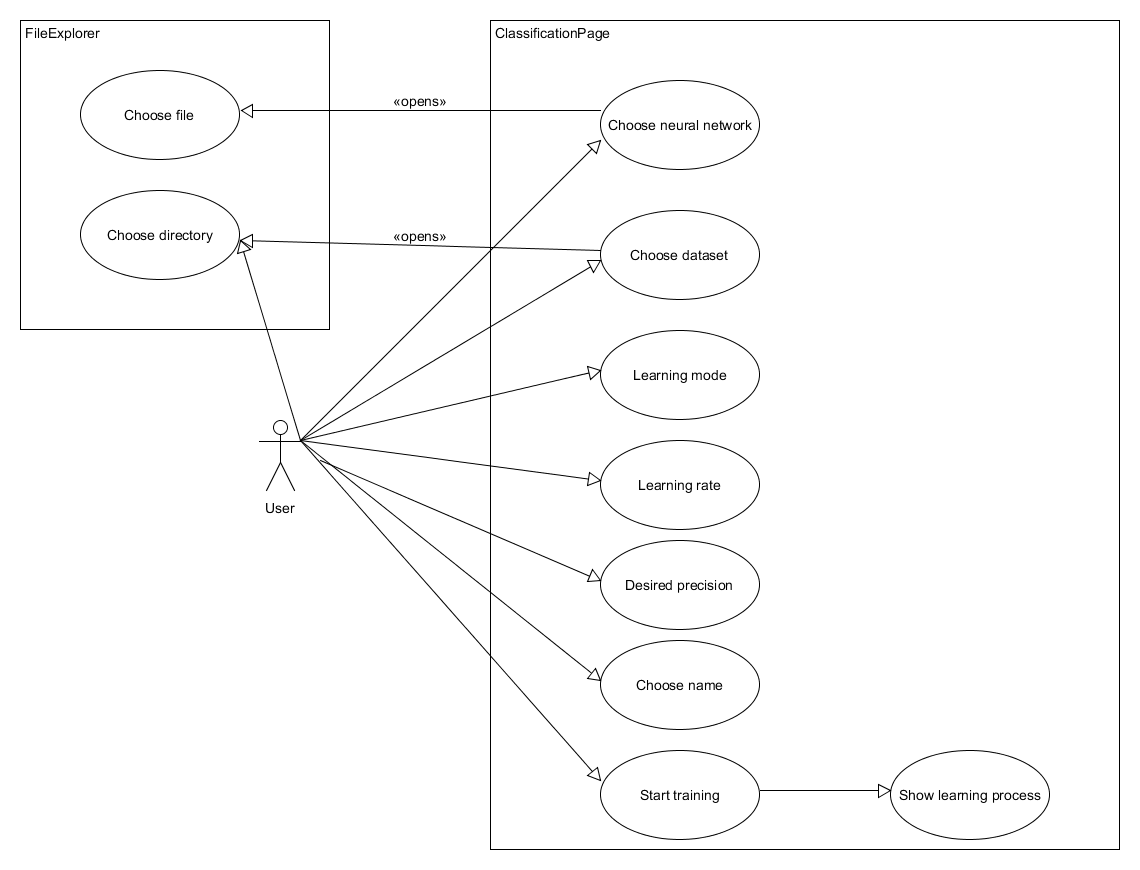 FileExplorer
ClassificationPage
Choose file
«opens»
Choose neural network
Choose directory
«opens»
Choose dataset
Learning mode
User
Learning rate
Desired precision
Choose name
Start training
Show learning process